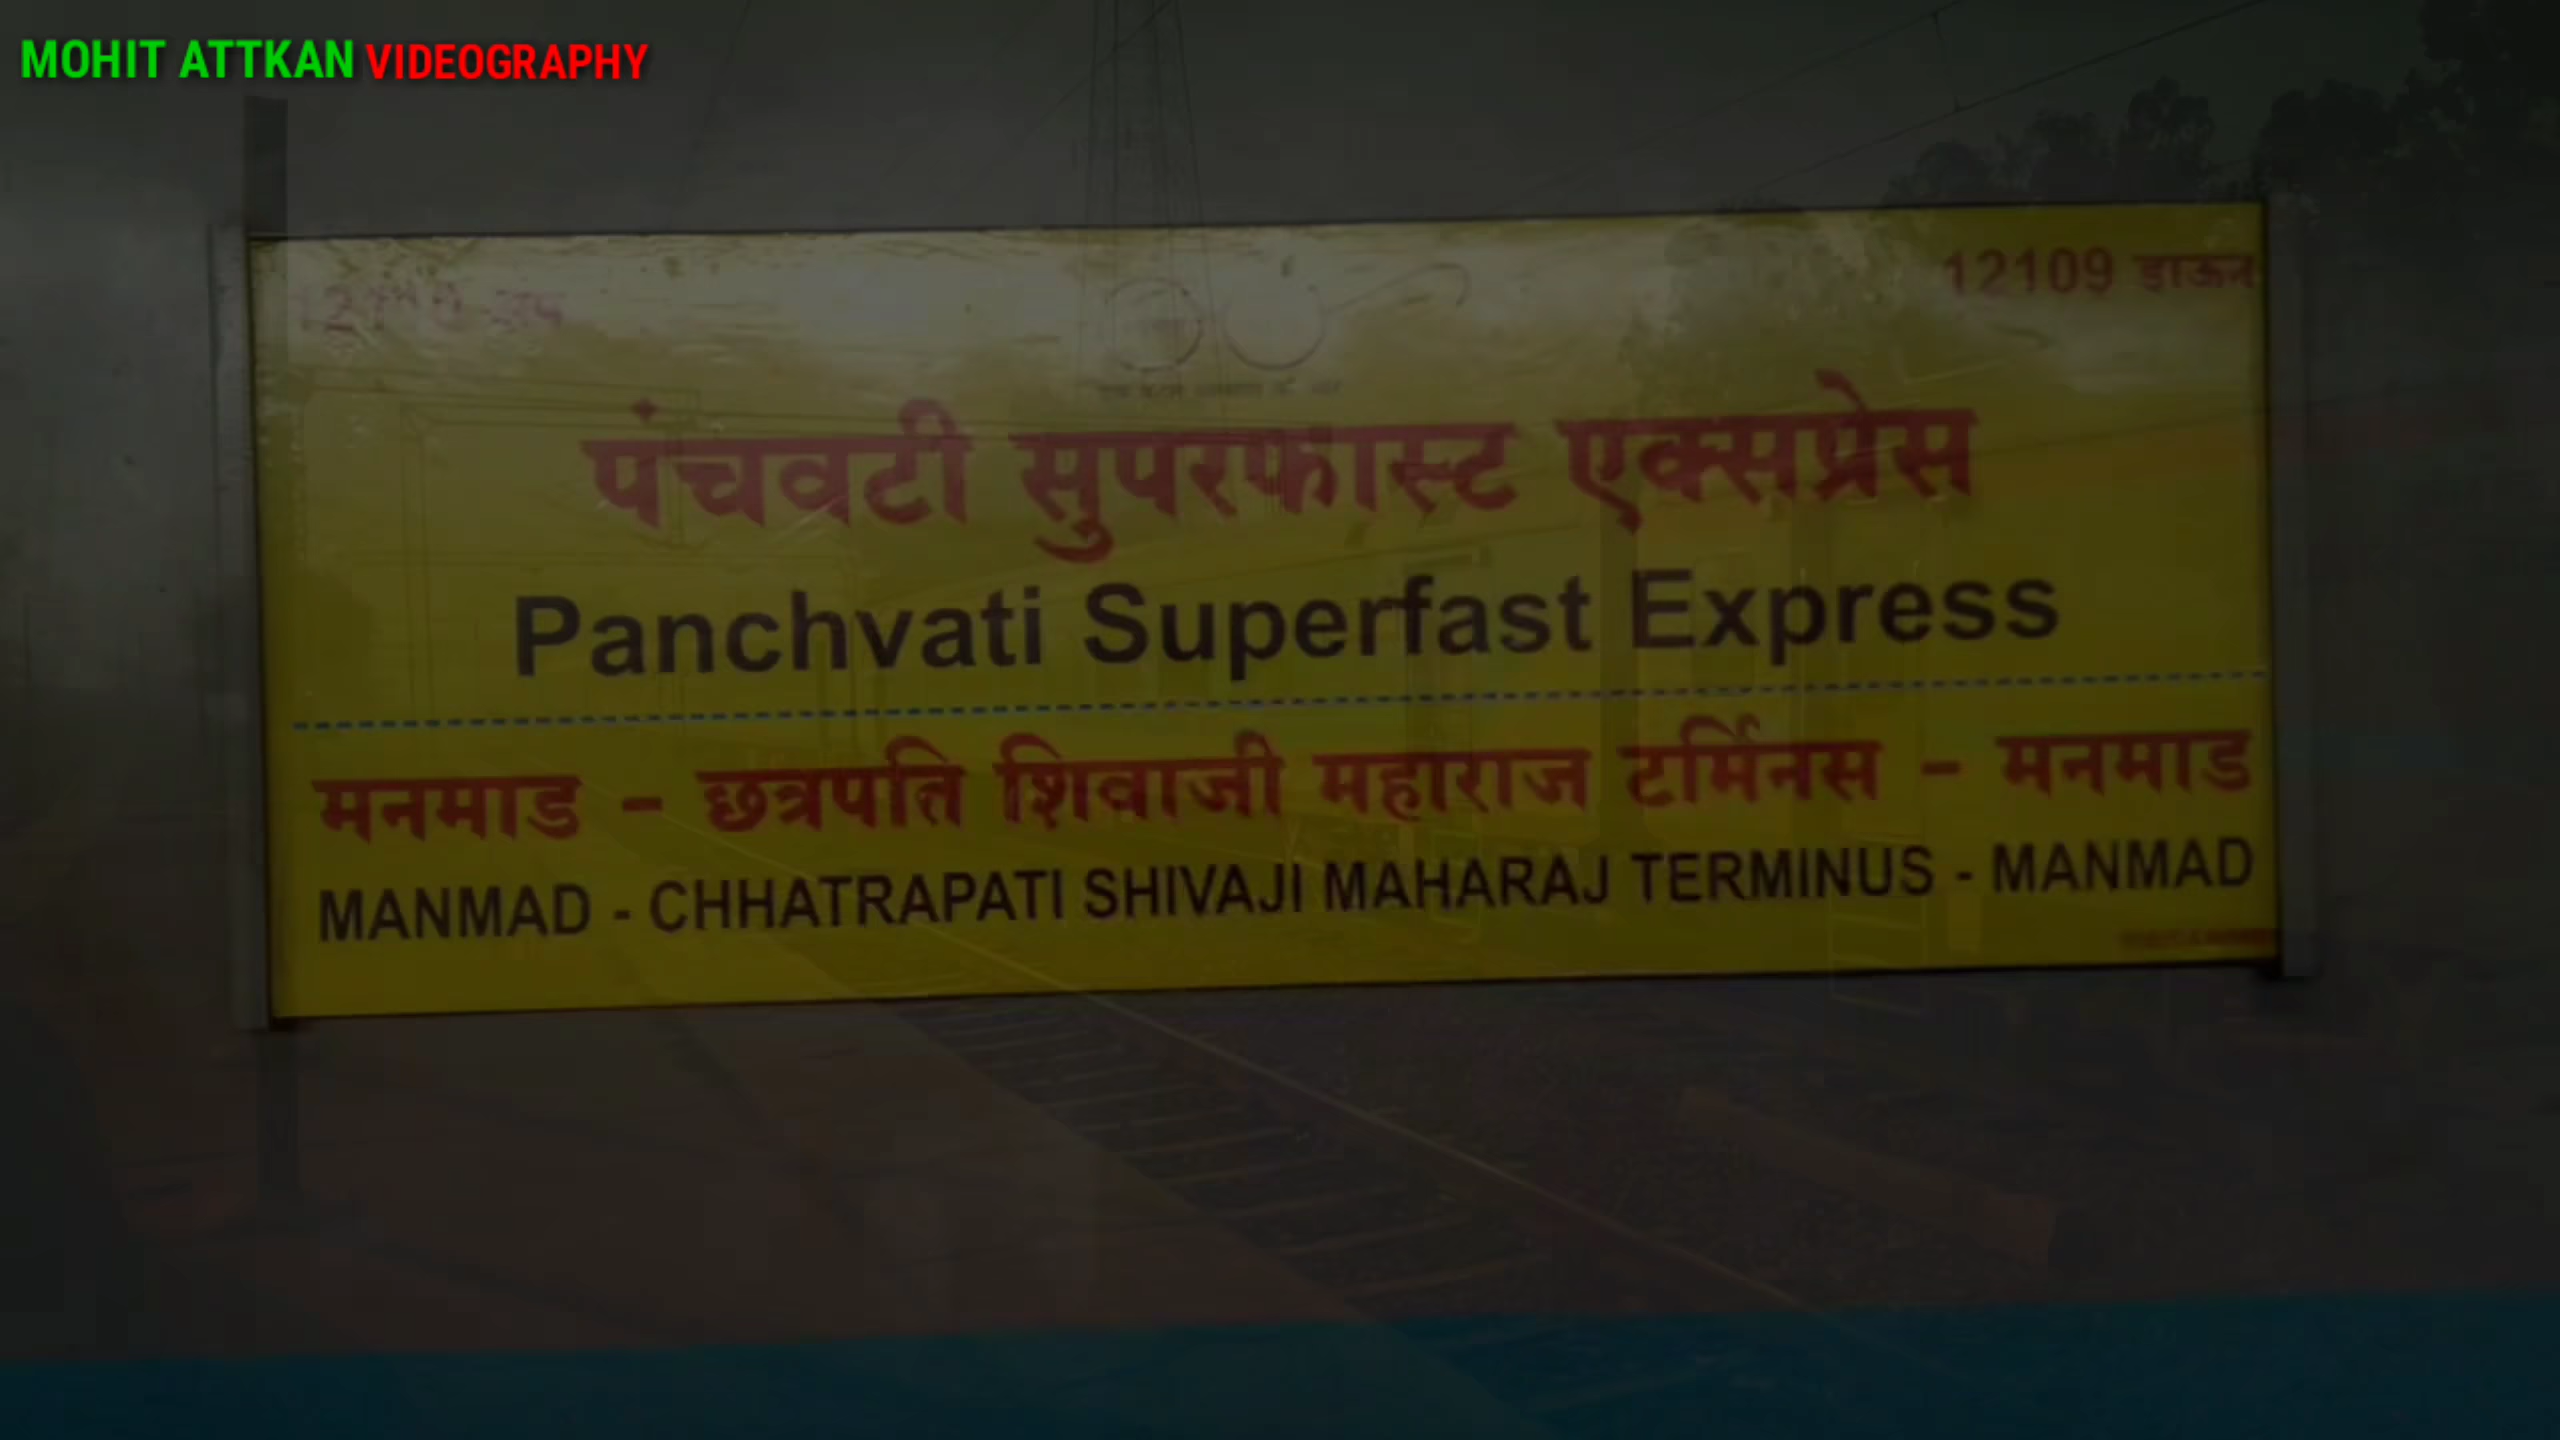 MOHIT ATTKAN VIDEOGRAPHY
12109 डाऊन
पंचवटी सुपरफास्ट एक्सप्रेस
Panchvati Superfast Express
मनमाड - छत्रपति शिवाजी महाराज टर्मिनस - मनमाड
MANMAD - CHHATRAPATI SHIVAJI MAHARAJ TERMINUS - MANMAD